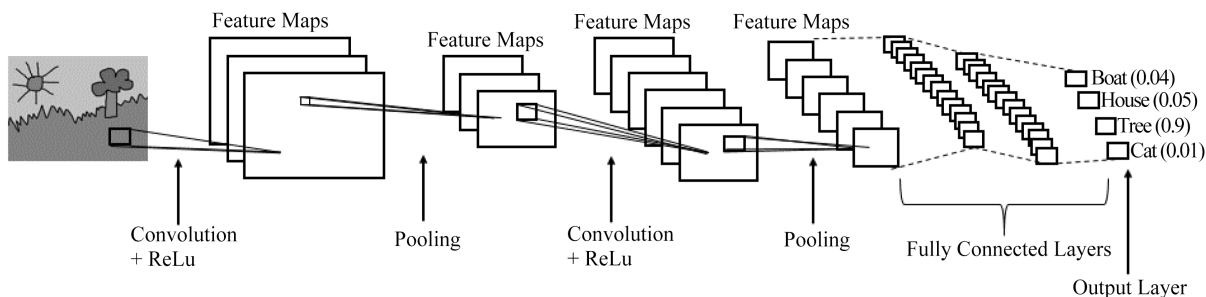 Feature Maps
Feature Maps
Feature Maps
Feature Maps
Boat (0.04)
House (0.05)
Tree (0.9)
Cat (0.01)
Convolution
+ ReLu
Pooling
Convolution
+ ReLu
Pooling
Fully Connected Layers
Output Layer